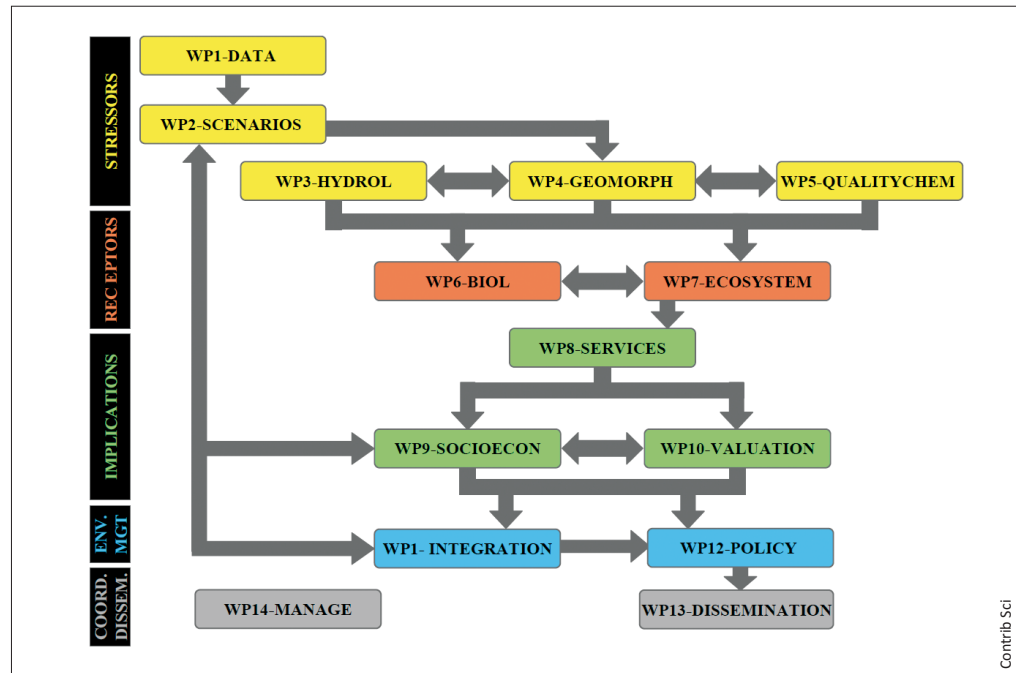 STRESSORS
WP1-DATA
WP2-SCENARIOS
WP3-HYDROL
WP4-GEOMORPH
WP5-QUALITYCHEM
REC EPTORS
WP6-BIOL
WP7-ECOSYSTEM
IMPLICATIONS
WP8-SERVICES
WP9-SOCIOECON
WP10-VALUATION
ENV.
MGT
WP1- INTEGRATION
WP12-POLICY
COORD.
DISSEM.
WP14-MANAGE
WP13-DISSEMINATION
Contrib Sci